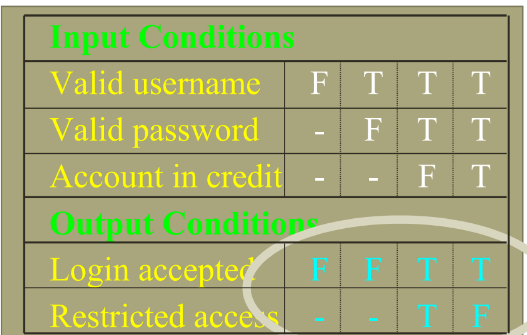 Input Conditions
Valid username F T T T
Valid password - F T T
Account in credit - - F T
Output Conditions
Login accepted F F T T
Restricted access - - T F